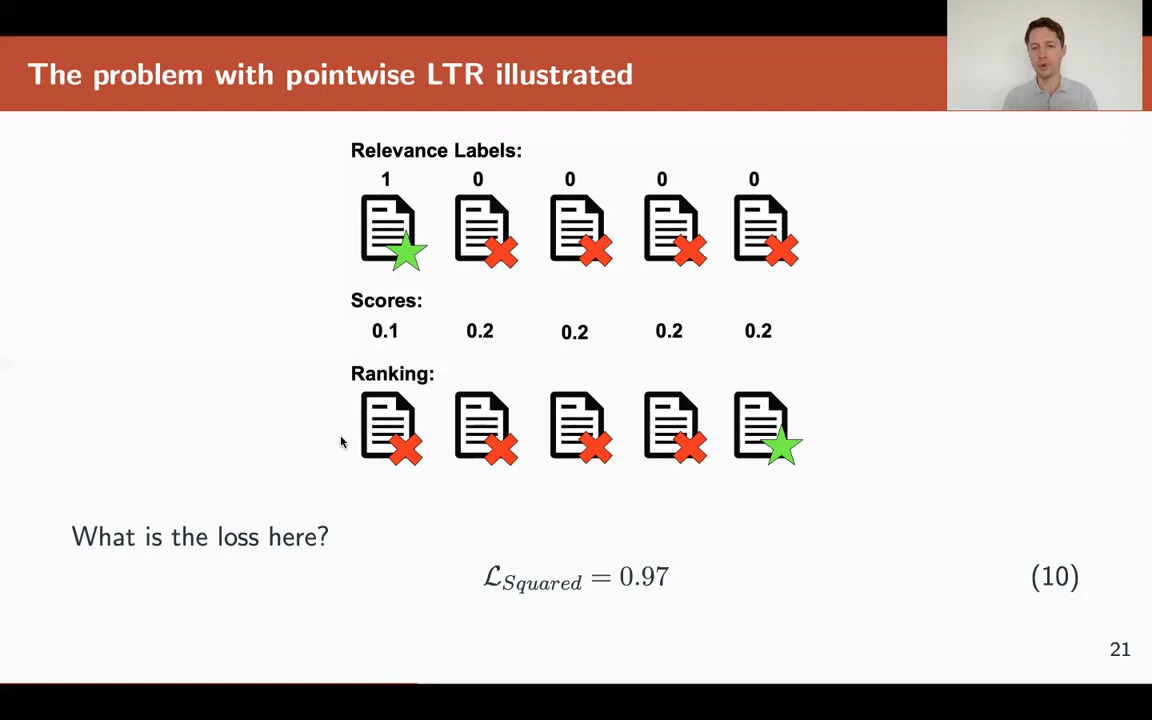 The problem with pointwise LTR illustrated
Relevance Labels:
1 0 0 0 0
Scores:
0.1 0.2 0.2 0.2 0.2
Ranking:
What is the loss here?
ℒ_Squared = 0.97 (10)
21